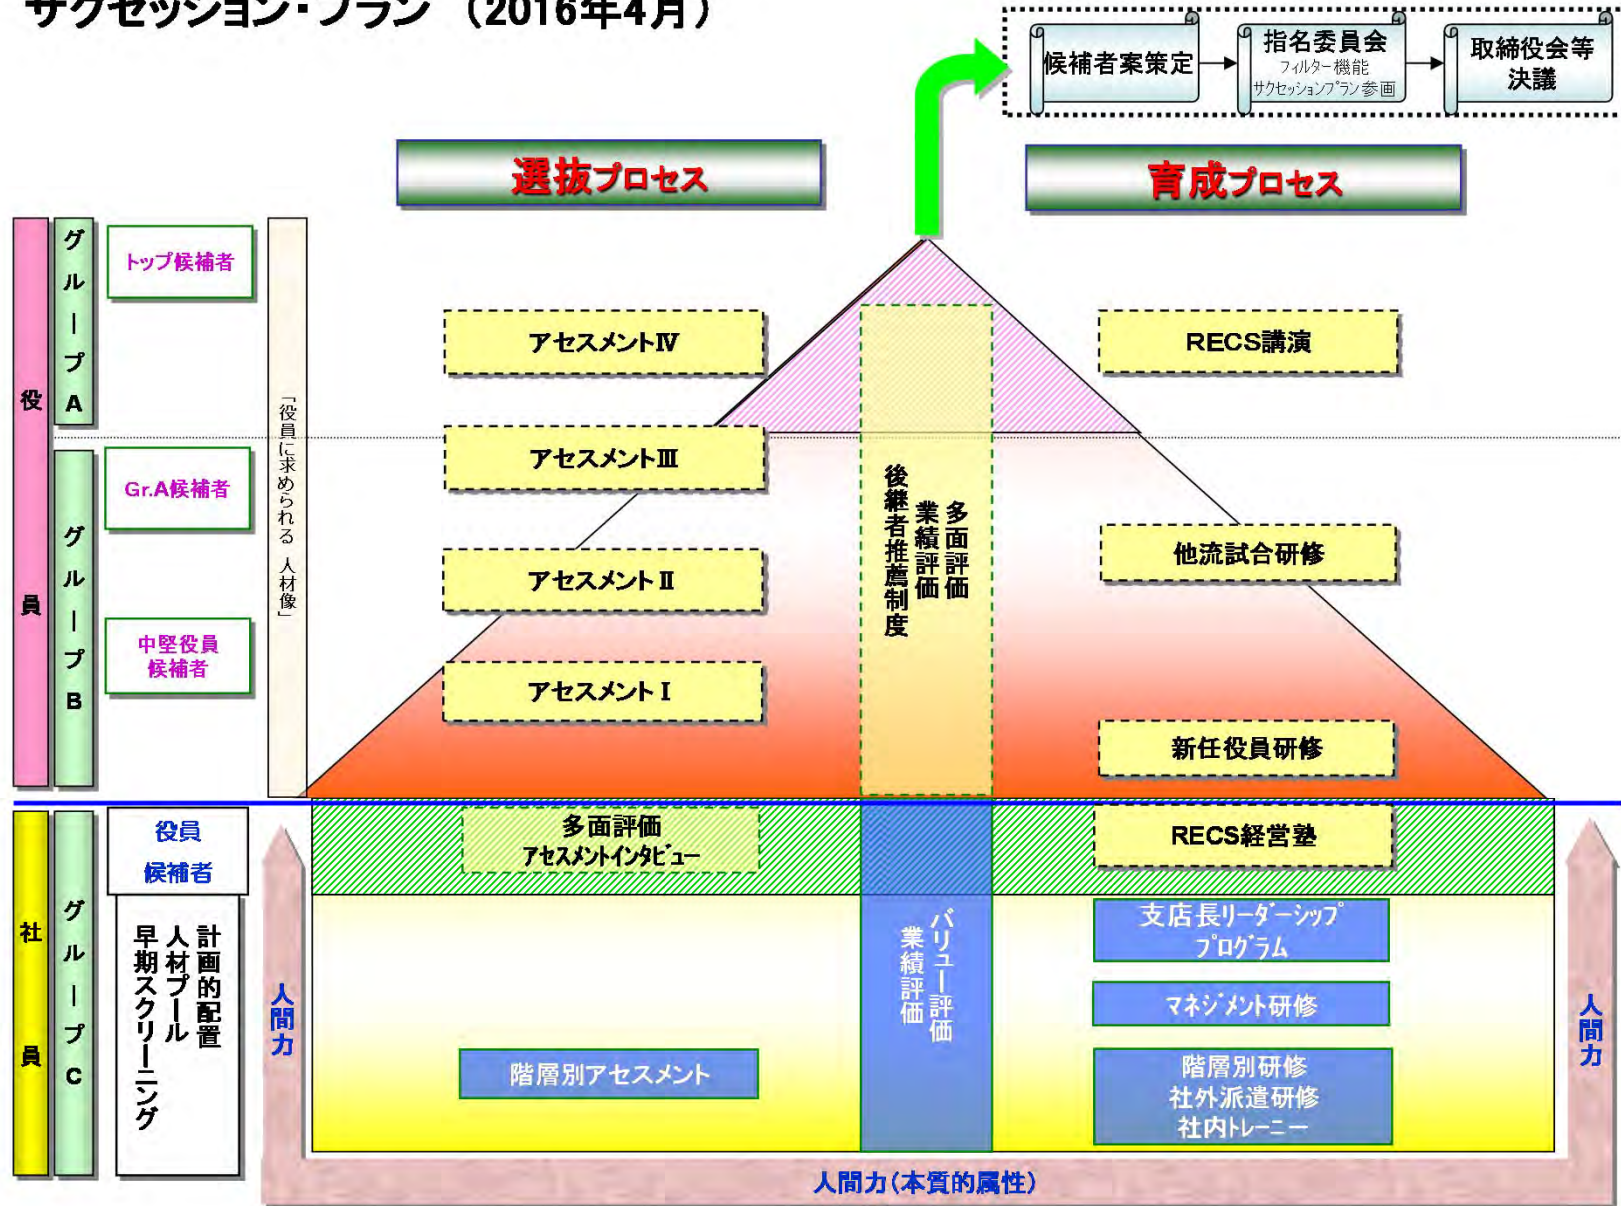 サクセッション・プラン （2016年4月）
候補者案策定
指名委員会
フィルター機能
サクセッションプラン参画
取締役会等
決議
選抜プロセス
育成プロセス
役員
グループA
トップ候補者
「役員に求められる 人材像」
アセスメントⅣ
RECS講演
グループB
Gr.A候補者
アセスメントⅢ
多面評価
業績評価
後継者推薦制度
他流試合研修
アセスメントⅡ
中堅役員
候補者
アセスメントⅠ
新任役員研修
社員
グループC
役員
候補者
多面評価
アセスメントインタビュー
RECS経営塾
計画的配置
人材プール
早期スクリーニング
人間力
バリュー評価
業績評価
支店長リーダーシップ
プログラム
マネジメント研修
人間力
階層別アセスメント
階層別研修
社外派遣研修
社内トレーニー
人間力(本質的属性)